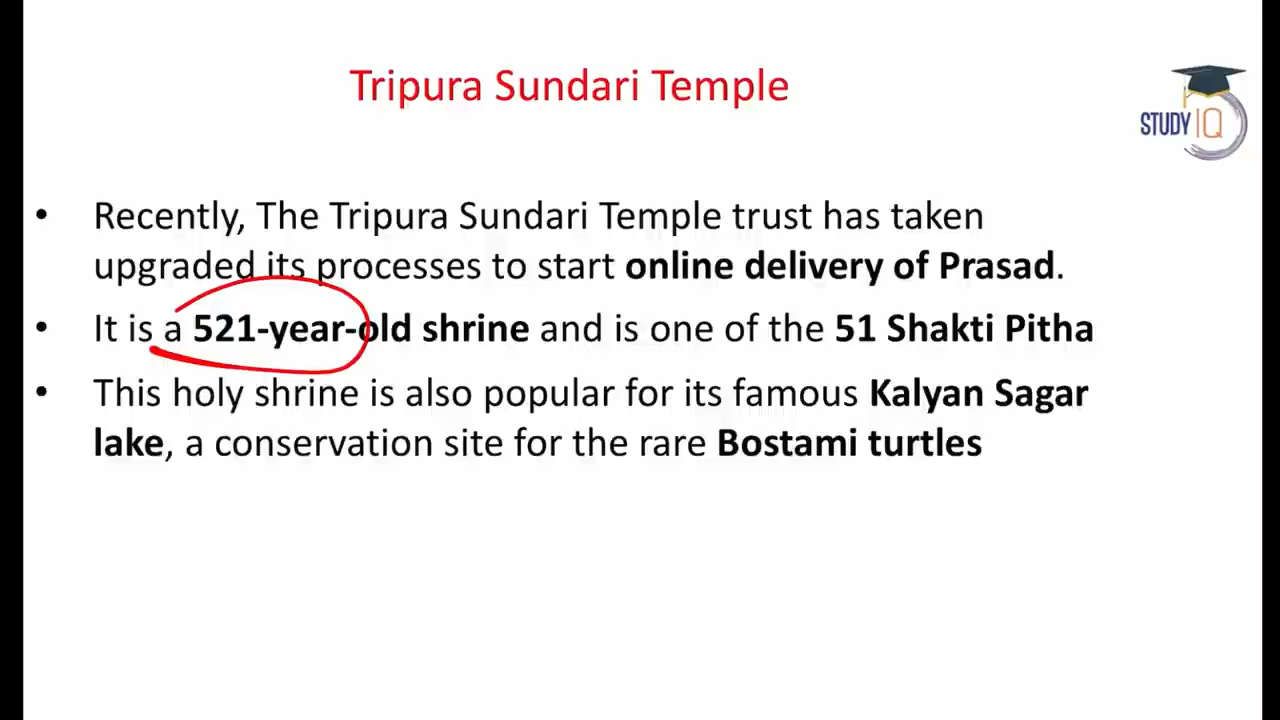 Tripura Sundari Temple
STUDY IQ
• Recently, The Tripura Sundari Temple trust has taken
upgraded its processes to start online delivery of Prasad.
• It is a 521-year-old shrine and is one of the 51 Shakti Pitha
• This holy shrine is also popular for its famous Kalyan Sagar
lake, a conservation site for the rare Bostami turtles